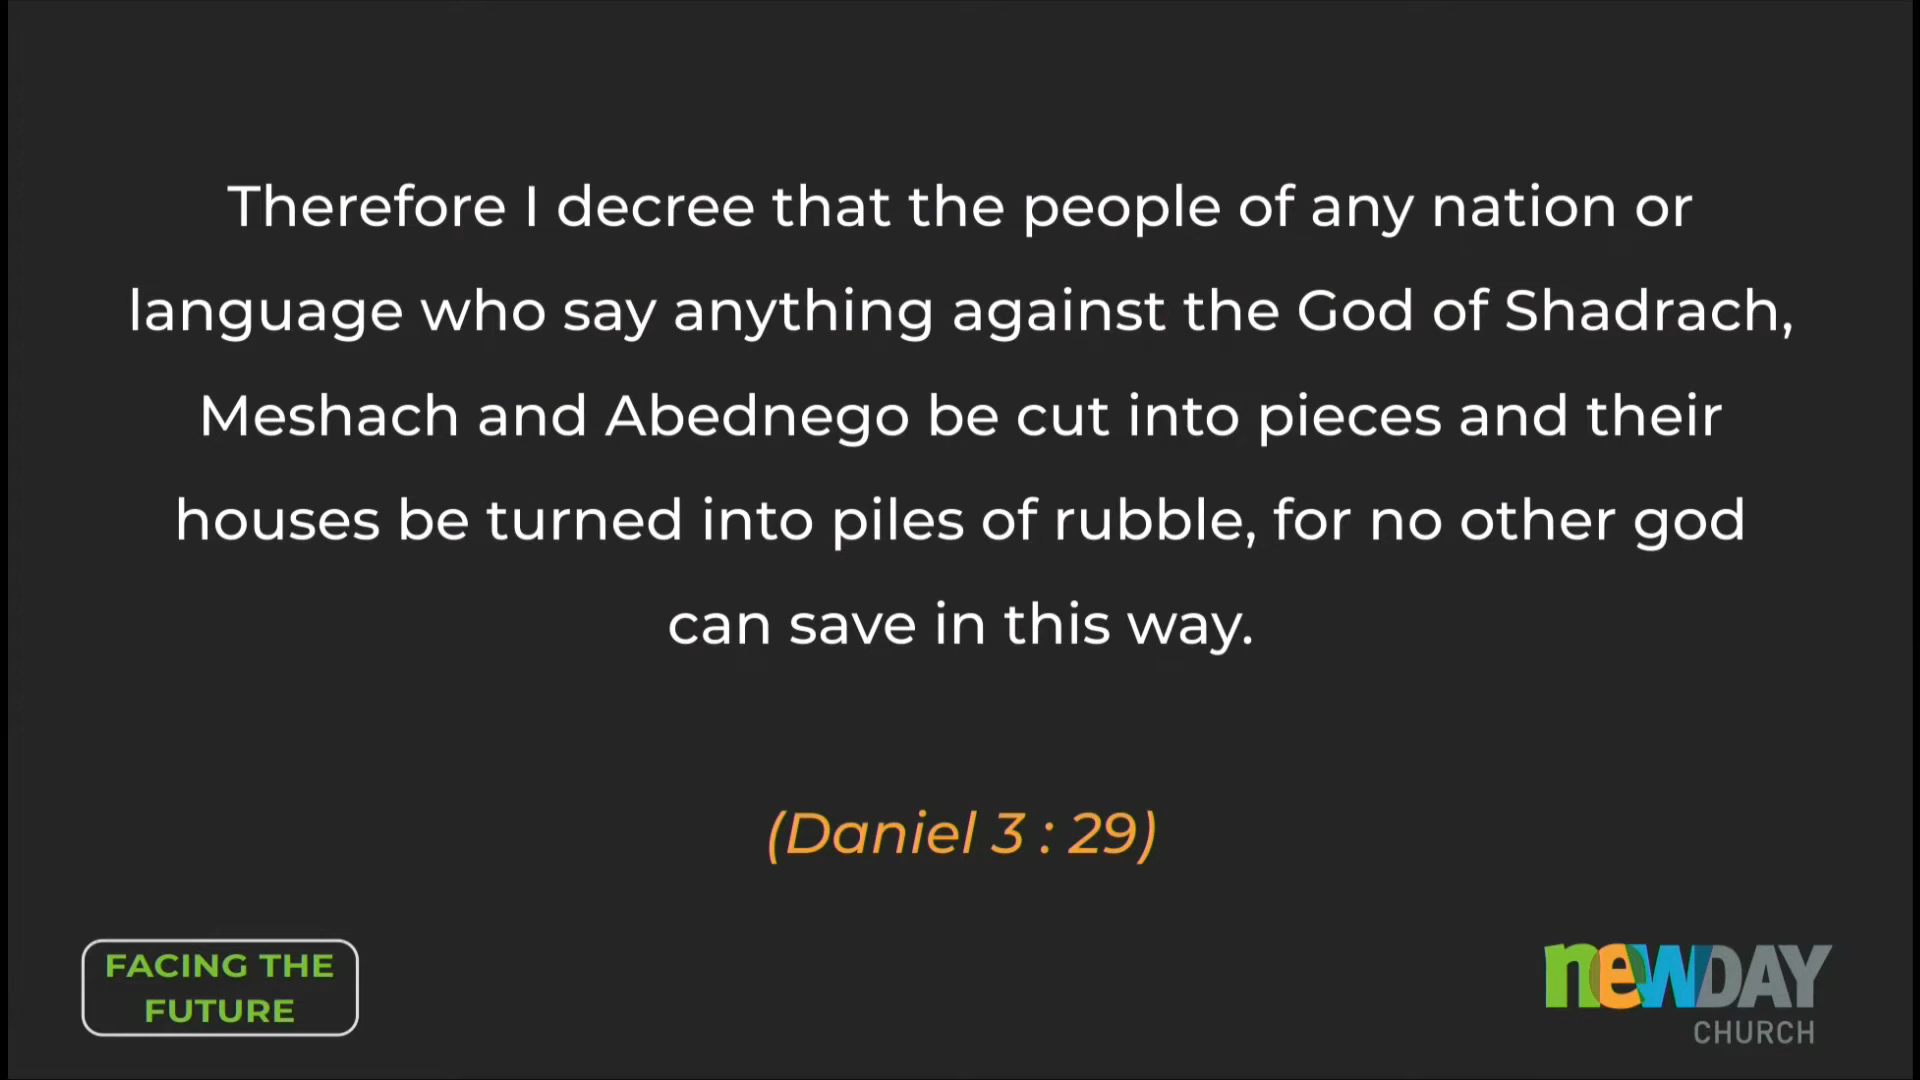 Therefore I decree that the people of any nation or
language who say anything against the God of Shadrach,
Meshach and Abednego be cut into pieces and their
houses be turned into piles of rubble, for no other god
can save in this way.
(Daniel 3 : 29)
FACING THE
FUTURE
newDAY
CHURCH